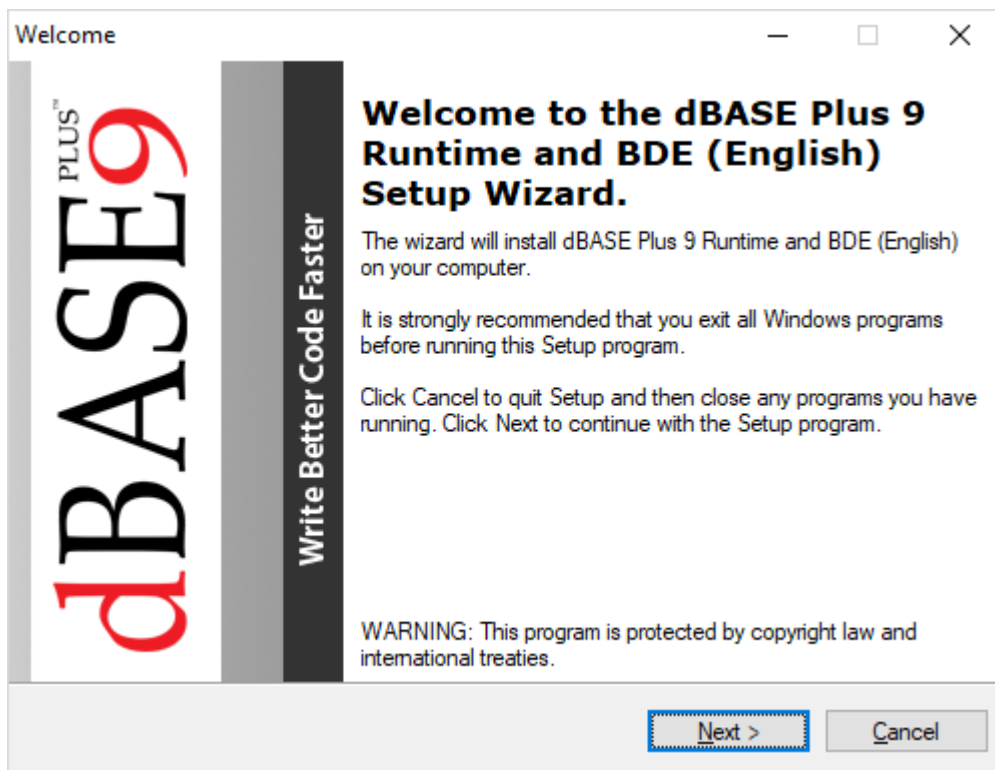 Welcome
dBASE PLUS™ 9
Write Better Code Faster
Welcome to the dBASE Plus 9
Runtime and BDE (English)
Setup Wizard.
The wizard will install dBASE Plus 9 Runtime and BDE (English)
on your computer.
It is strongly recommended that you exit all Windows programs
before running this Setup program.
Click Cancel to quit Setup and then close any programs you have
running. Click Next to continue with the Setup program.
WARNING: This program is protected by copyright law and
international treaties.
Next >
Cancel